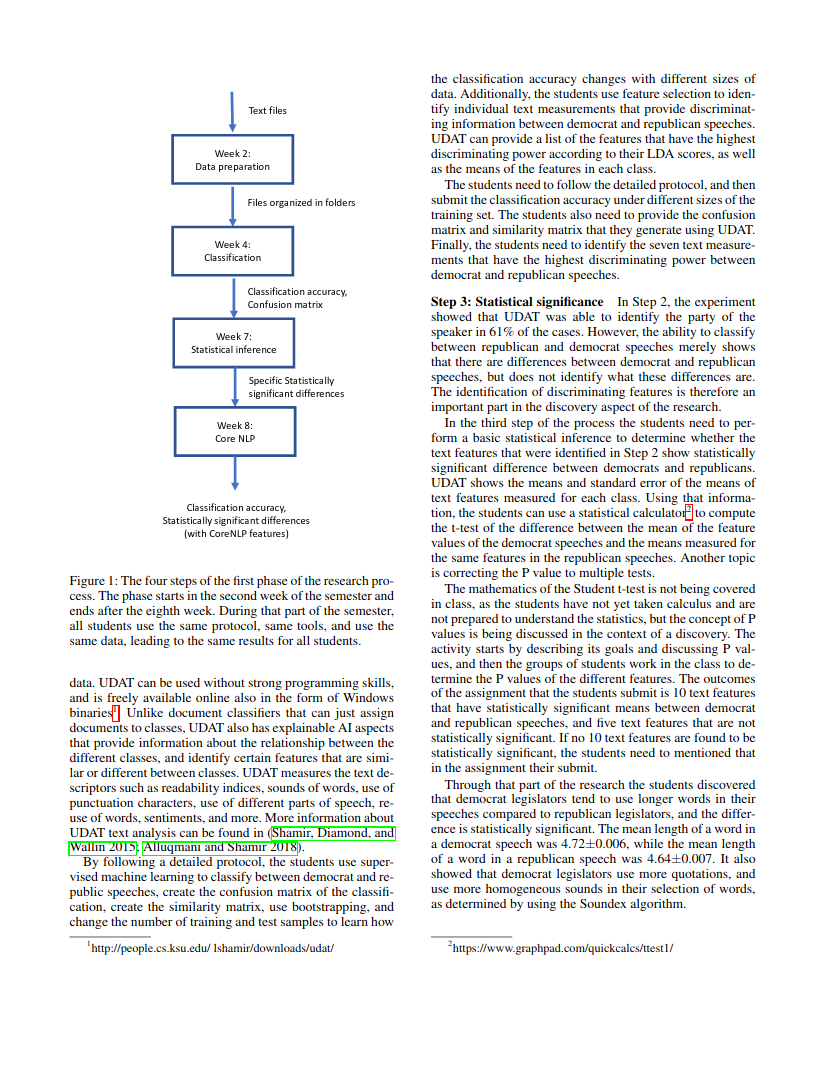 Text files
Week 2:
Data preparation
Files organized in folders
Week 4:
Classification
Classification accuracy,
Confusion matrix
Week 7:
Statistical inference
Specific Statistically
significant differences
Week 8:
Core NLP
Classification accuracy,
Statistically significant differences
(with CoreNLP features)
Figure 1: The four steps of the first phase of the research pro-
cess. The phase starts in the second week of the semester and
ends after the eighth week. During that part of the semester,
all students use the same protocol, same tools, and use the
same data, leading to the same results for all students.
data. UDAT can be used without strong programming skills,
and is freely available online also in the form of Windows
binaries1. Unlike document classifiers that can just assign
documents to classes, UDAT also has explainable AI aspects
that provide information about the relationship between the
different classes, and identify certain features that are simi-
lar or different between classes. UDAT measures the text de-
scriptors such as readability indices, sounds of words, use of
punctuation characters, use of different parts of speech, re-
use of words, sentiments, and more. More information about
UDAT text analysis can be found in (Shamir, Diamond, and
Wallin 2015; Alluqmani and Shamir 2018).
By following a detailed protocol, the students use super-
vised machine learning to classify between democrat and re-
public speeches, create the confusion matrix of the classifi-
cation, create the similarity matrix, use bootstrapping, and
change the number of training and test samples to learn how
1http://people.cs.ksu.edu/ lshamir/downloads/udat/
the classification accuracy changes with different sizes of
data. Additionally, the students use feature selection to iden-
tify individual text measurements that provide discriminat-
ing information between democrat and republican speeches.
UDAT can provide a list of the features that have the highest
discriminating power according to their LDA scores, as well
as the means of the features in each class.
The students need to follow the detailed protocol, and then
submit the classification accuracy under different sizes of the
training set. The students also need to provide the confusion
matrix and similarity matrix that they generate using UDAT.
Finally, the students need to identify the seven text measure-
ments that have the highest discriminating power between
democrat and republican speeches.
Step 3: Statistical significance In Step 2, the experiment
showed that UDAT was able to identify the party of the
speaker in 61% of the cases. However, the ability to classify
between republican and democrat speeches merely shows
that there are differences between democrat and republican
speeches, but does not identify what these differences are.
The identification of discriminating features is therefore an
important part in the discovery aspect of the research.
In the third step of the process the students need to per-
form a basic statistical inference to determine whether the
text features that were identified in Step 2 show statistically
significant difference between democrats and republicans.
UDAT shows the means and standard error of the means of
text features measured for each class. Using that informa-
tion, the students can use a statistical calculator2 to compute
the t-test of the difference between the mean of the feature
values of the democrat speeches and the means measured for
the same features in the republican speeches. Another topic
is correcting the P value to multiple tests.
The mathematics of the Student t-test is not being covered
in class, as the students have not yet taken calculus and are
not prepared to understand the statistics, but the concept of P
values is being discussed in the context of a discovery. The
activity starts by describing its goals and discussing P val-
ues, and then the groups of students work in the class to de-
termine the P values of the different features. The outcomes
of the assignment that the students submit is 10 text features
that have statistically significant means between democrat
and republican speeches, and five text features that are not
statistically significant. If no 10 text features are found to be
statistically significant, the students need to mentioned that
in the assignment their submit.
Through that part of the research the students discovered
that democrat legislators tend to use longer words in their
speeches compared to republican legislators, and the differ-
ence is statistically significant. The mean length of a word in
a democrat speech was 4.72±0.006, while the mean length
of a word in a republican speech was 4.64±0.007. It also
showed that democrat legislators use more quotations, and
use more homogeneous sounds in their selection of words,
as determined by using the Soundex algorithm.
2https://www.graphpad.com/quickcalcs/ttest1/